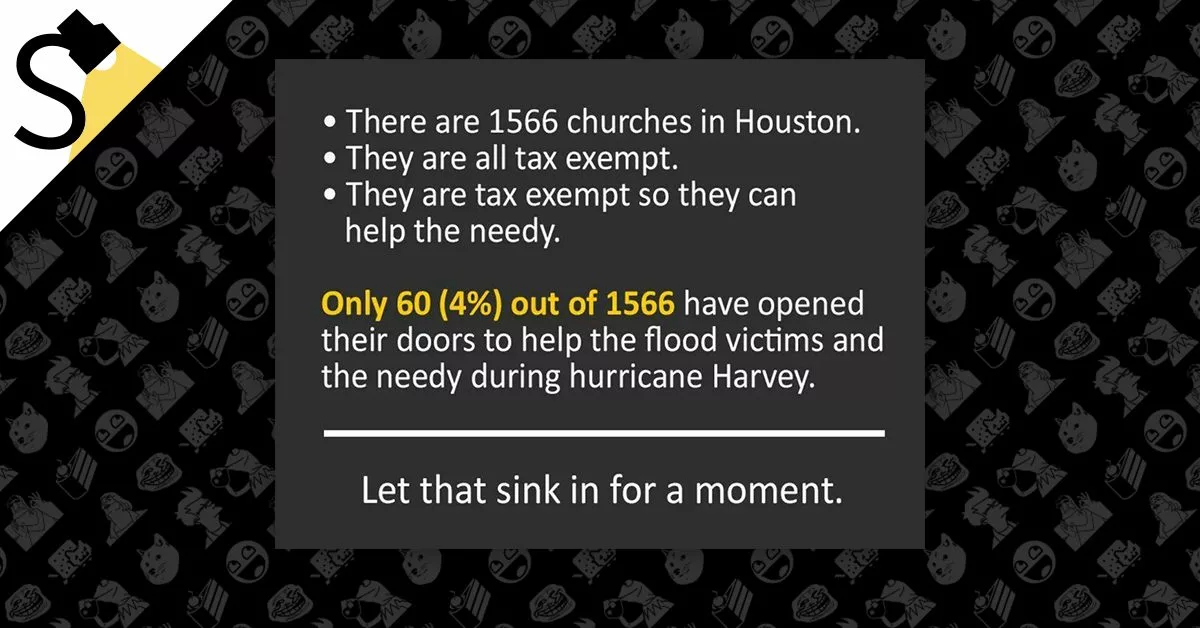 S
• There are 1566 churches in Houston.
• They are all tax exempt.
• They are tax exempt so they can
help the needy.
Only 60 (4%) out of 1566 have opened
their doors to help the flood victims and
the needy during hurricane Harvey.
Let that sink in for a moment.